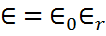 ∈ = ∈₀∈ᵣ